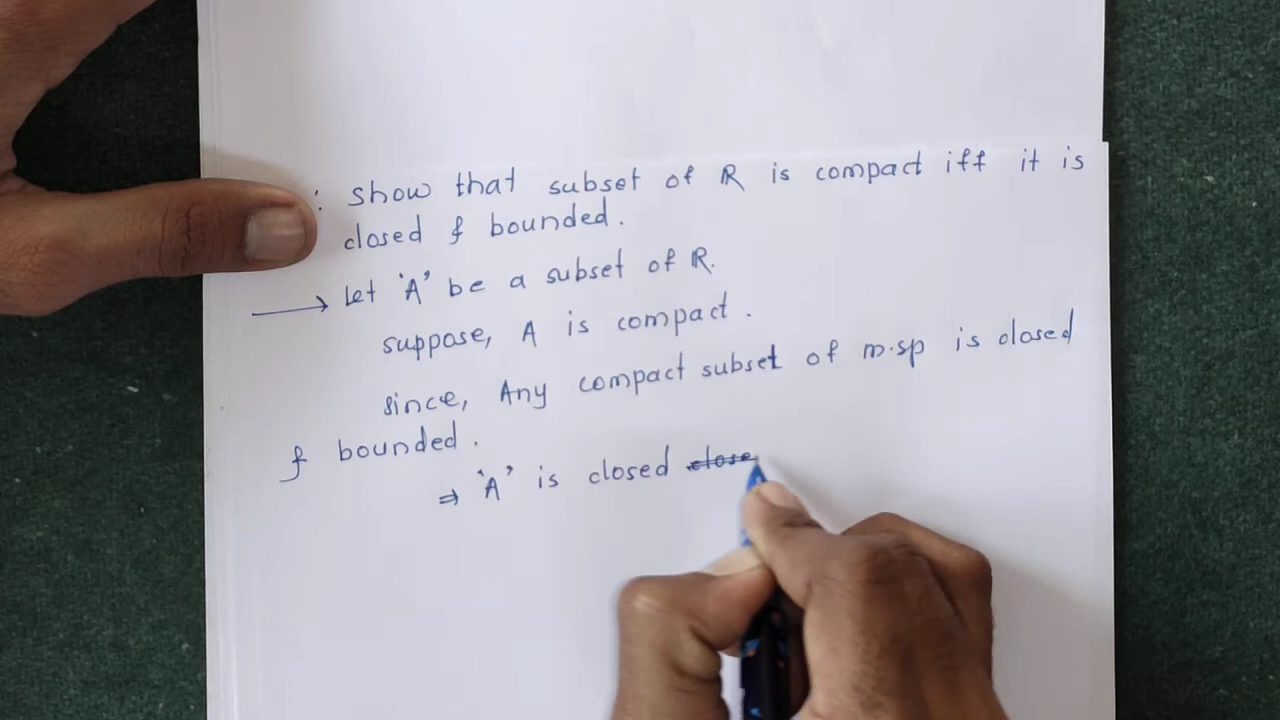 : show that subset of R is compact iff it is
closed & bounded.
→ Let 'A' be a subset of R.
suppose, A is compact.
since, Any compact subset of m.sp is closed
& bounded.
⇒ 'A' is closed close